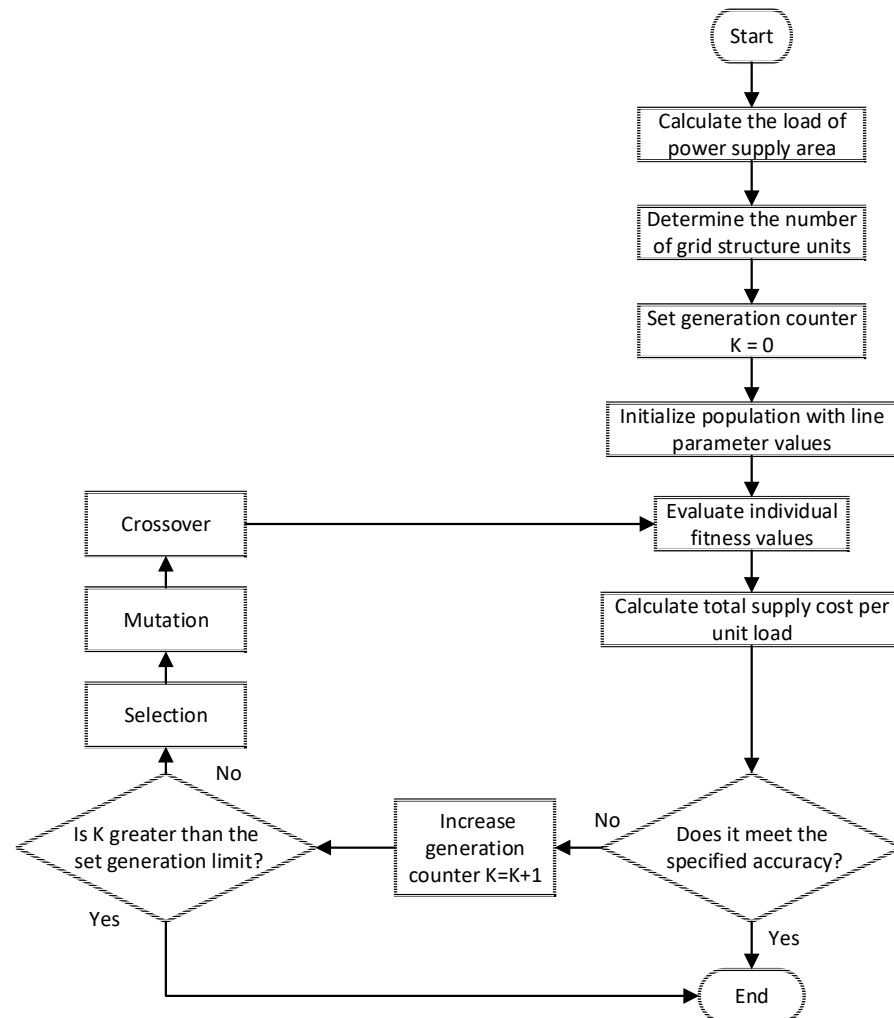 Start
Calculate the load of
power supply area
Determine the number
of grid structure units
Set generation counter
K = 0
Initialize population with line
parameter values
Evaluate individual
fitness values
Calculate total supply cost per
unit load
Crossover
Mutation
Selection
No
Is K greater than the
set generation limit?
Yes
Increase
generation
counter K=K+1
No
Does it meet the
specified accuracy?
Yes
End